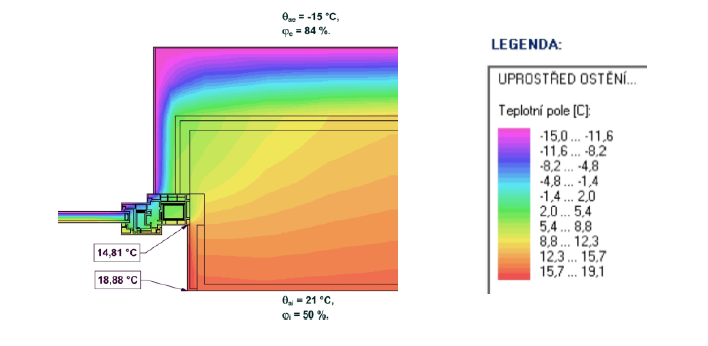 θae = -15 °C,
φe = 84 %.
LEGENDA:
UPROSTŘED OSTĚNÍ...
Teplotní pole [C]:
-15,0 ... -11,6
-11,6 ... -8,2
-8,2 ... -4,8
-4,8 ... -1,4
-1,4 ... 2,0
2,0 ... 5,4
5,4 ... 8,8
8,8 ... 12,3
12,3 ... 15,7
15,7 ... 19,1
14,81 °C
18,88 °C
θai = 21 °C,
φi = 50 %,